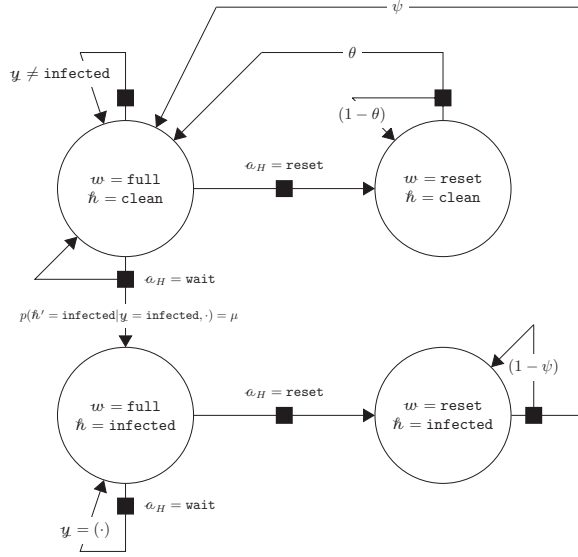 ψ
θ
𝓎 ≠ infected
(1 − θ)
𝓌 = full
𝒽 = clean
𝒶_H = reset
𝓌 = reset
𝒽 = clean
𝒶_H = wait
p(𝒽′ = infected|𝓎 = infected, ·) = μ
(1 − ψ)
𝓌 = full
𝒽 = infected
𝒶_H = reset
𝓌 = reset
𝒽 = infected
𝒶_H = wait
𝓎 = (·)